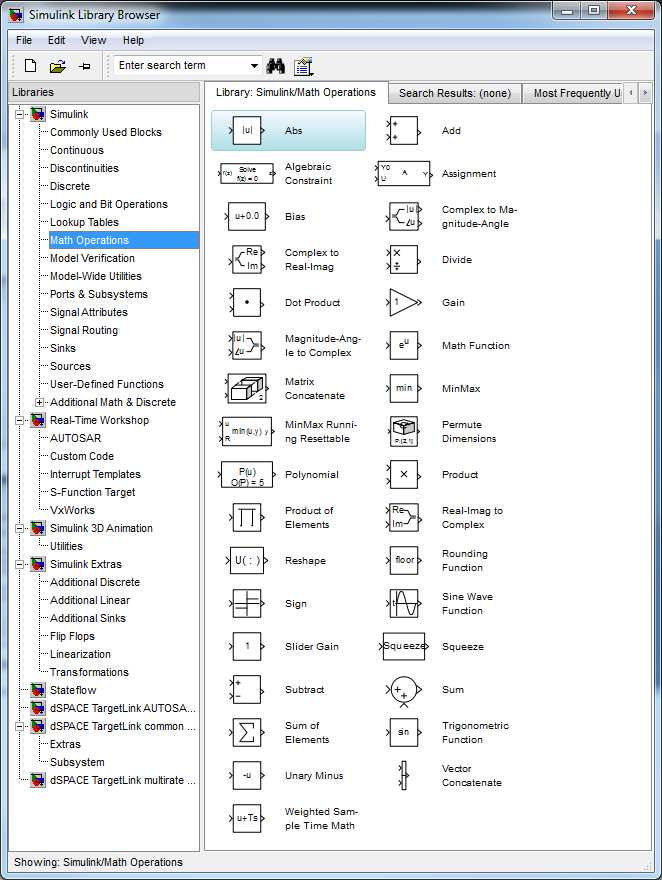 Simulink Library Browser
File Edit View Help
Enter search term
Libraries
Library: Simulink/Math Operations
Search Results: (none)
Most Frequently U
Simulink
Commonly Used Blocks
Continuous
Discontinuities
Discrete
Logic and Bit Operations
Lookup Tables
Math Operations
Model Verification
Model-Wide Utilities
Ports & Subsystems
Signal Attributes
Signal Routing
Sinks
Sources
User-Defined Functions
Additional Math & Discrete
Real-Time Workshop
AUTOSAR
Custom Code
Interrupt Templates
S-Function Target
VxWorks
Simulink 3D Animation
Utilities
Simulink Extras
Additional Discrete
Additional Linear
Additional Sinks
Flip Flops
Linearization
Transformations
Stateflow
dSPACE TargetLink AUTOSA...
dSPACE TargetLink common ...
Extras
Subsystem
dSPACE TargetLink multirate ...
|u| Abs
+ + Add
f(z) Solve f(z) = 0 z
Algebraic
Constraint
Y0 U A Y
Assignment
u+0.0 Bias
|u| ∠u
Complex to Ma-
gnitude-Angle
Re Im
Complex to
Real-Imag
× ÷ Divide
• Dot Product
1 Gain
|u| ∠u
Magnitude-Ang-
le to Complex
eᵘ Math Function
2
Matrix
Concatenate
min MinMax
u R min(u,y) y
MinMax Runni-
ng Resettable
P:[2,1]
Permute
Dimensions
P(u)
O(P) = 5
Polynomial
× Product
∏
Product of
Elements
Re Im
Real-Imag to
Complex
U( : ) Reshape
floor
Rounding
Function
Sign
t
Sine Wave
Function
1 Slider Gain
Squeeze Squeeze
+ − Subtract
+ + Sum
∑
Sum of
Elements
sin
Trigonometric
Function
-u Unary Minus
Vector
Concatenate
u+Ts
Weighted Sam-
ple Time Math
Showing: Simulink/Math Operations